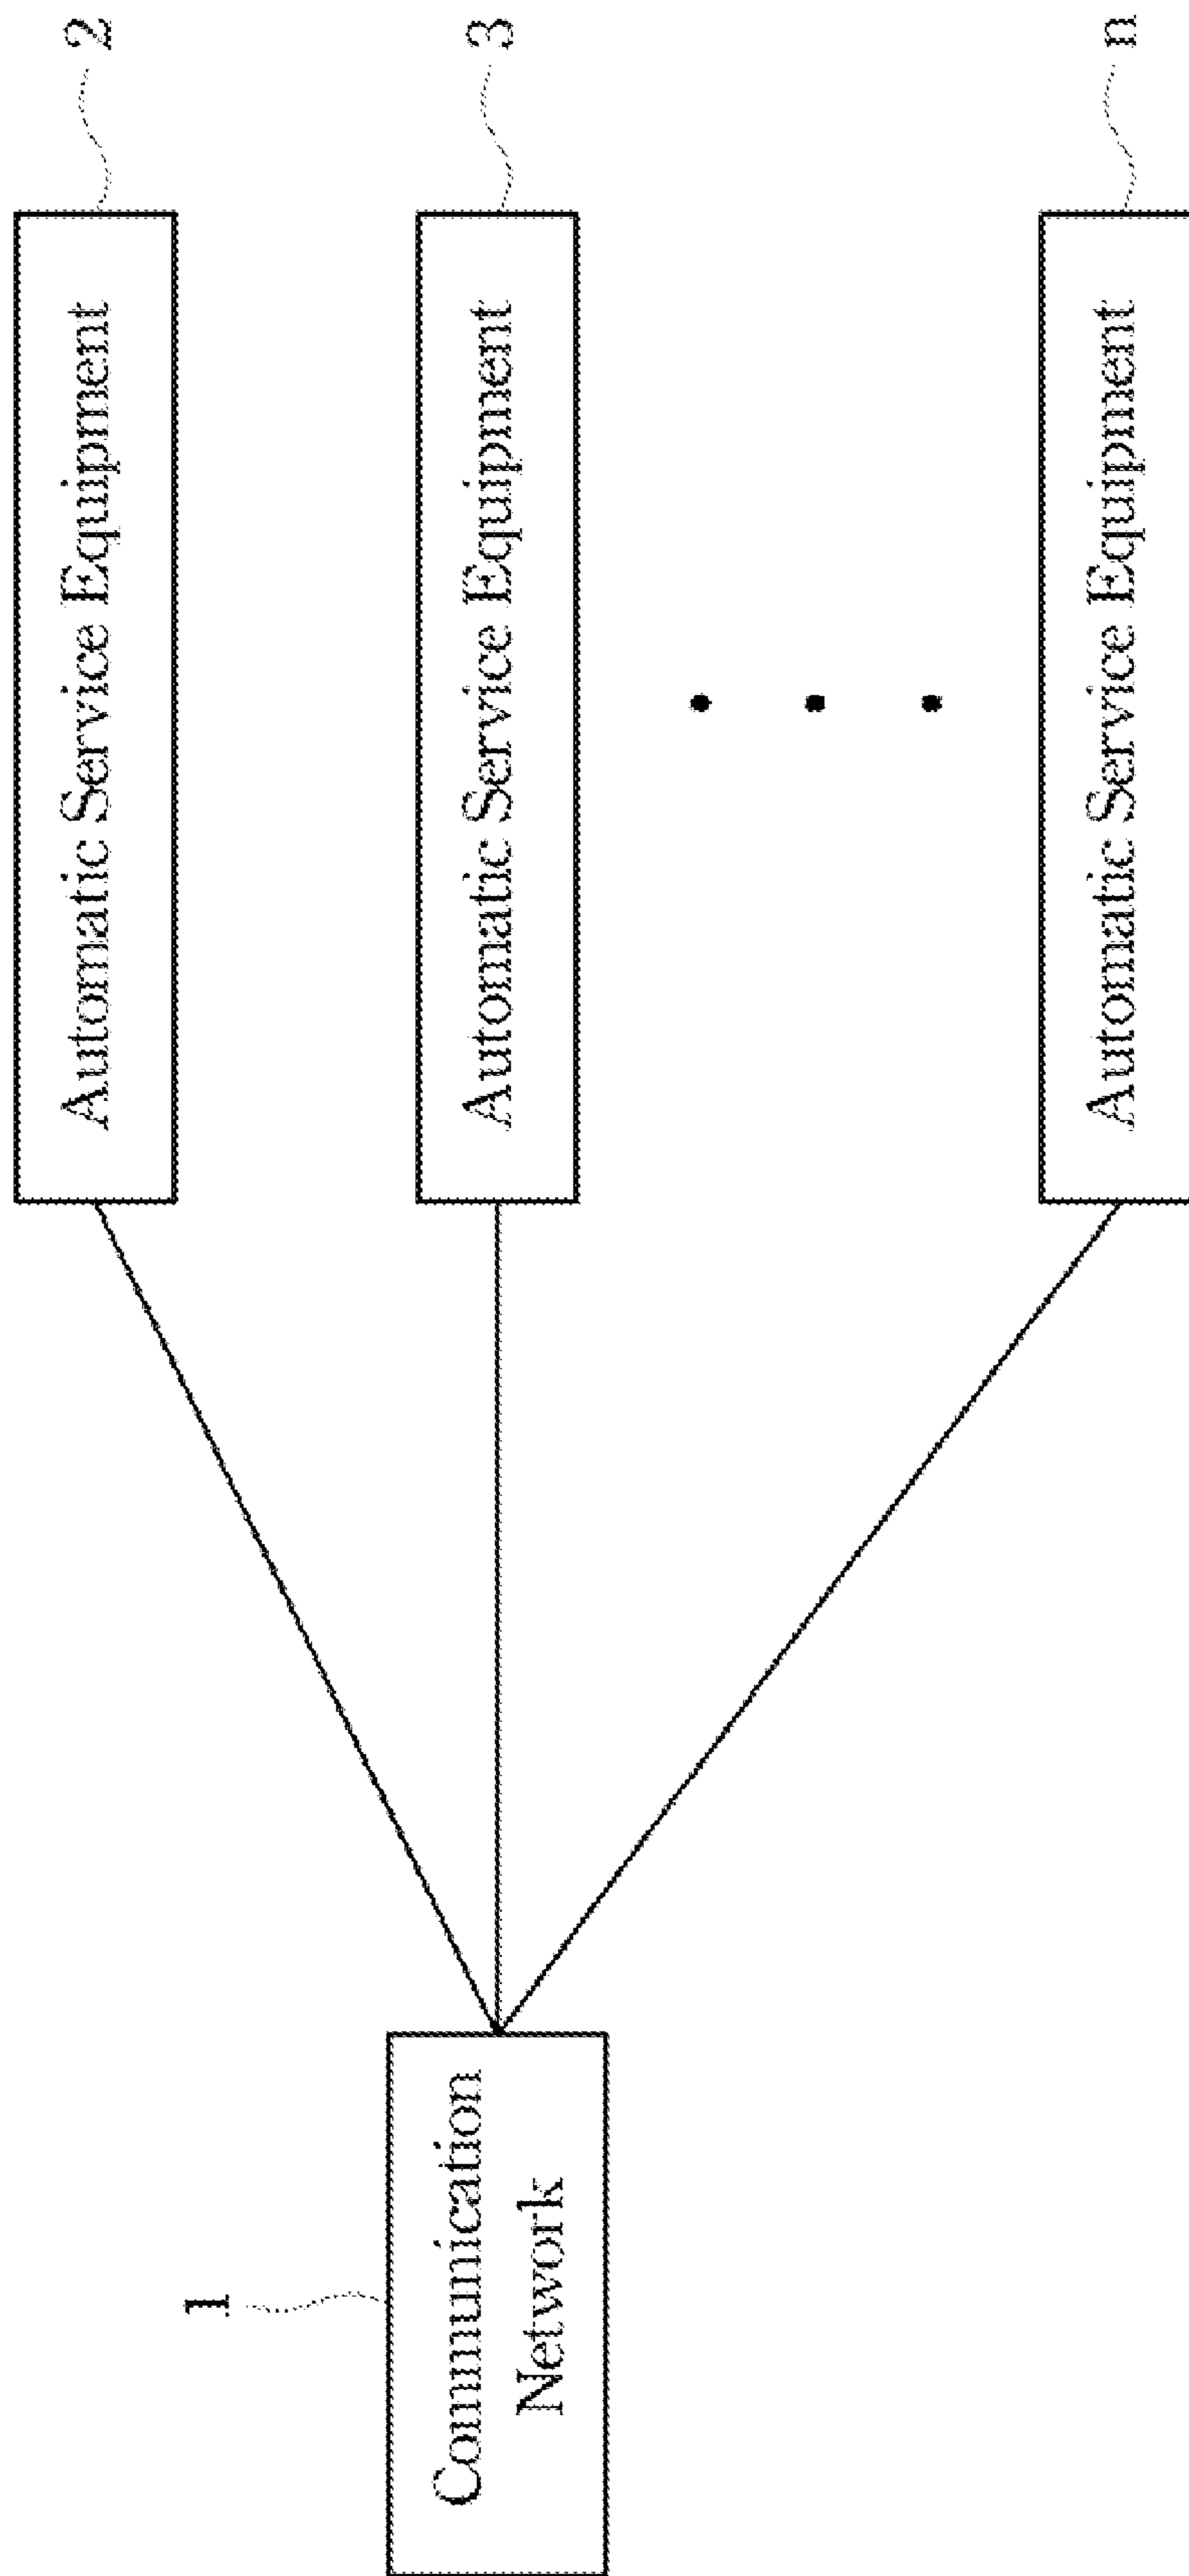 1
Communication
Network
Automatic Service Equipment
2
Automatic Service Equipment
3
Automatic Service Equipment
n